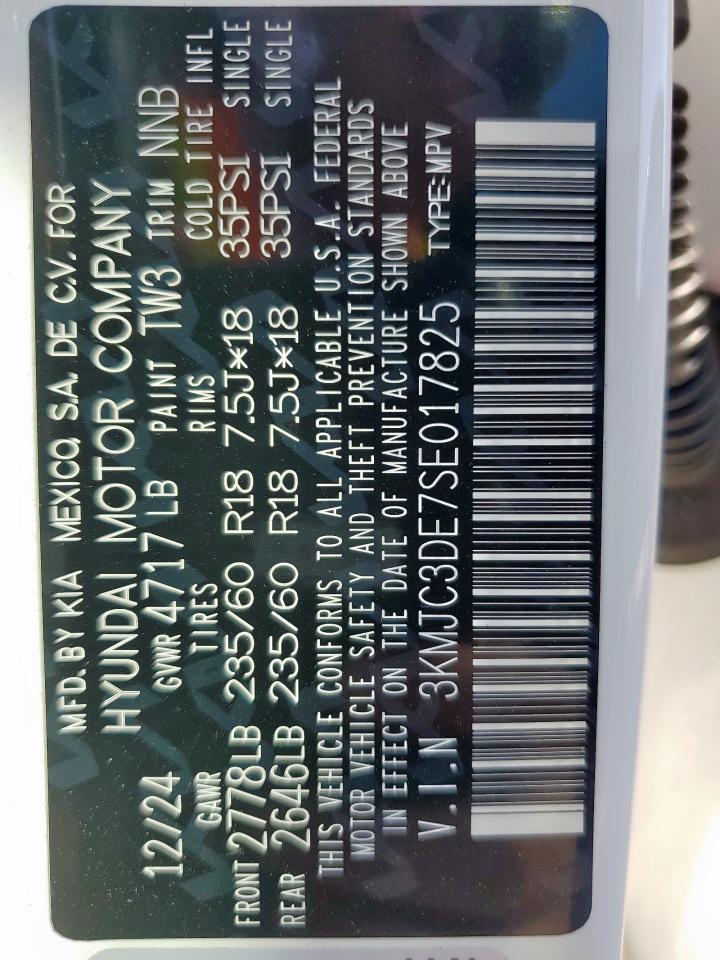 MFD. BY KIA MEXICO, S.A. DE C.V. FOR
HYUNDAI MOTOR COMPANY
12/24 GVWR 4717 LB PAINT TW3 TRIM NNB
GAWR TIRES RIMS COLD TIRE INFL
FRONT 2778LB 235/60 R18 7.5J*18 35PSI SINGLE
REAR 2646LB 235/60 R18 7.5J*18 35PSI SINGLE
THIS VEHICLE CONFORMS TO ALL APPLICABLE U.S.A. FEDERAL
MOTOR VEHICLE SAFETY AND THEFT PREVENTION STANDARDS
IN EFFECT ON THE DATE OF MANUFACTURE SHOWN ABOVE
V.I.N 3KMJC3DE7SE017825 TYPE:MPV